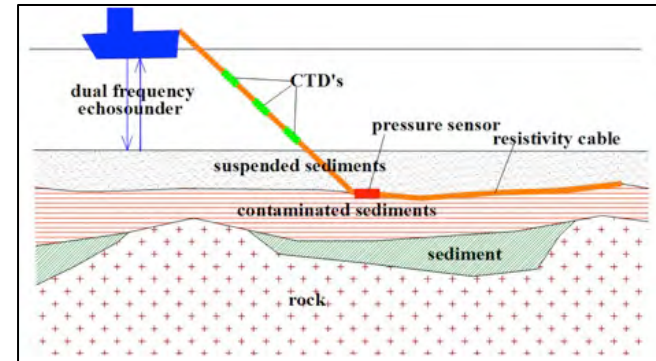 dual frequency
echosounder
CTD's
pressure sensor
resistivity cable
suspended sediments
contaminated sediments
sediment
rock